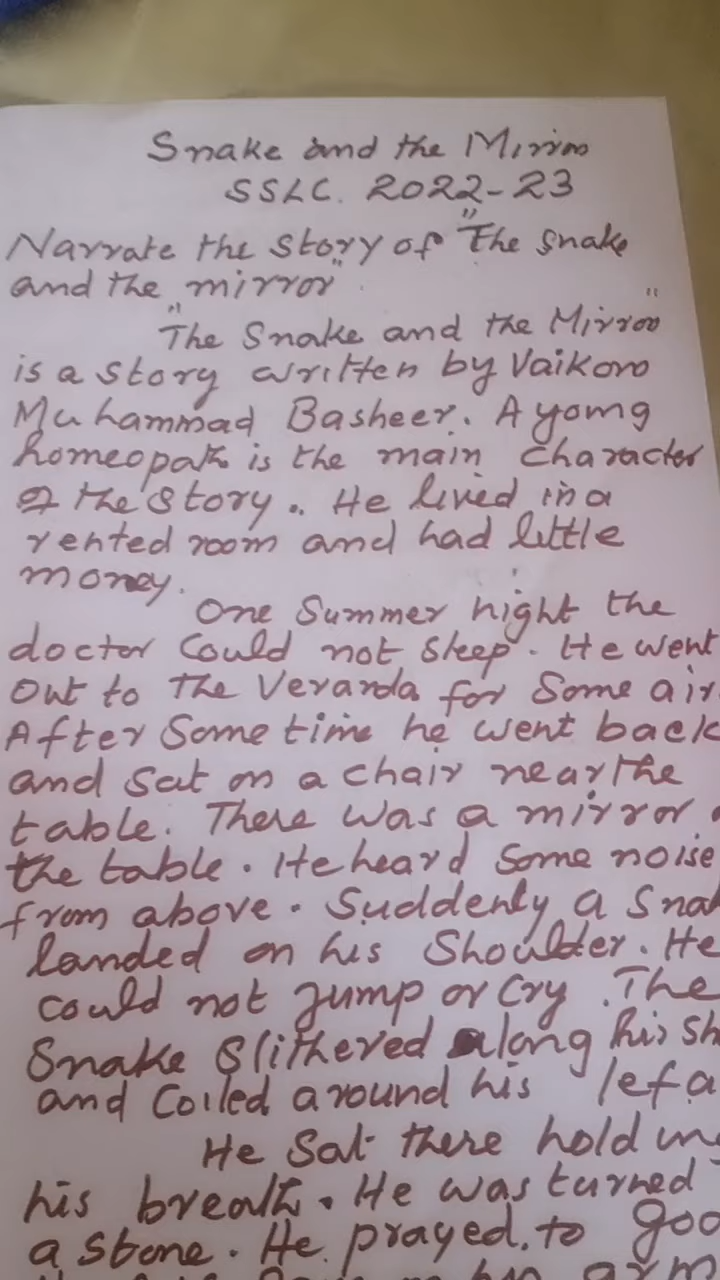 Snake and the Mirror
SSLC. 2022-23
Narrate the story of "The snake
and the mirror"
"The Snake and the Mirror"
is a story written by Vaikom
Muhammad Basheer. A young
homeopath is the main character
of the story. He lived in a
rented room and had little
money.
One Summer night the
doctor could not sleep. He went
out to the Veranda for Some air.
After Some time he went back
and sat on a chair near the
table. There was a mirror
the table. He heard Some noise
from above. Suddenly a Sna
landed on his Shoulder. He
could not jump or cry. The
Snake Slithered along his sh
and Coiled around his lef a
He Sat there holdin
his breath. He was turned
a stone. He prayed to god